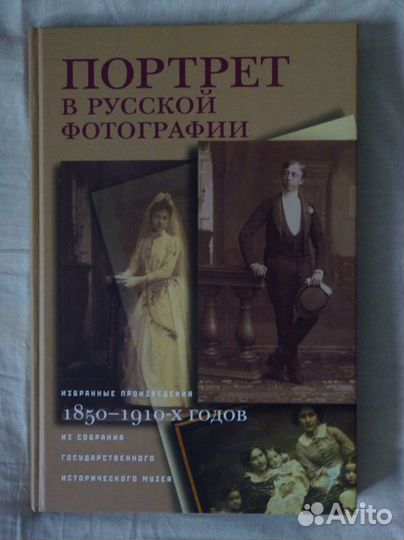 ПОРТРЕТ
В РУССКОЙ
ФОТОГРАФИИ
ИЗБРАННЫЕ ПРОИЗВЕДЕНИЯ
1850–1910-Х ГОДОВ
ИЗ СОБРАНИЯ
ГОСУДАРСТВЕННОГО
ИСТОРИЧЕСКОГО МУЗЕЯ
Avito